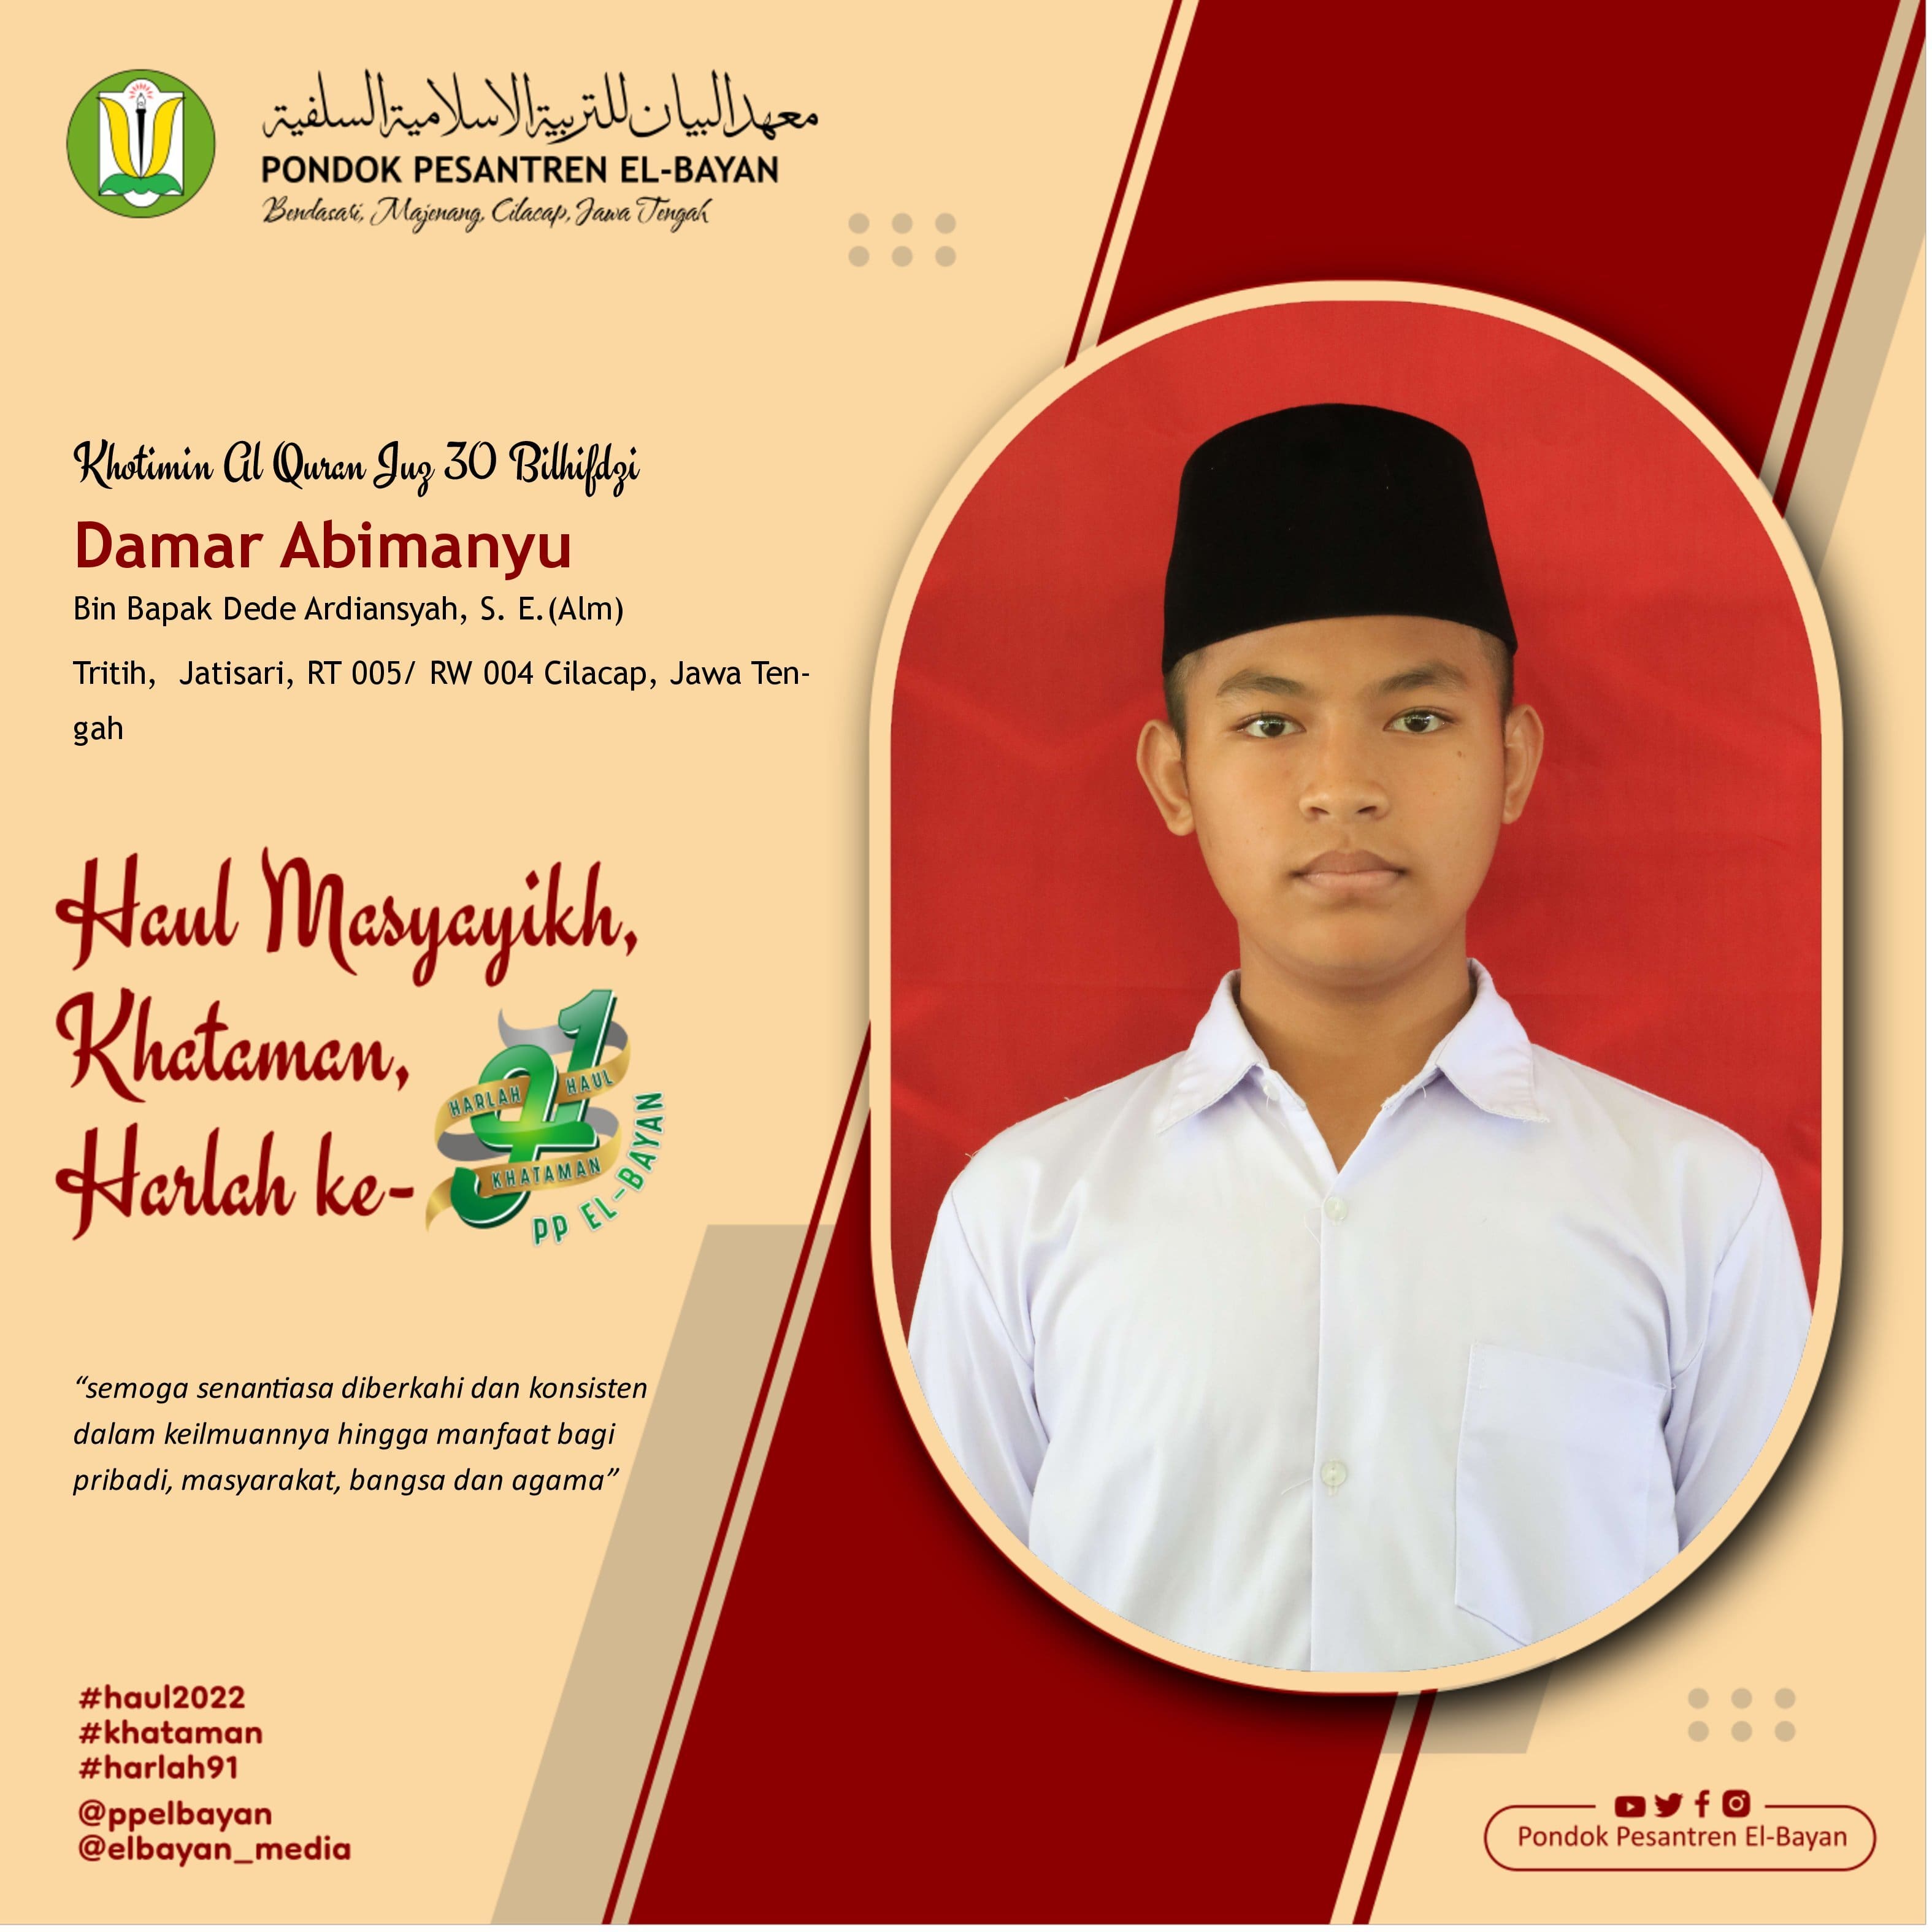 معهد البيان للتربية الاسلامية السلفية
PONDOK PESANTREN EL-BAYAN
Bendasari, Majenang, Cilacap, Jawa Tengah
Khotimin Al Quran Juz 30 Bilhifdzi
Damar Abimanyu
Bin Bapak Dede Ardiansyah, S. E.(Alm)
Tritih, Jatisari, RT 005/ RW 004 Cilacap, Jawa Ten-
gah
Haul Masyayikh,
Khataman,
Harlah ke-
91
HARLAH HAUL
KHATAMAN
PP EL-BAYAN
“semoga senantiasa diberkahi dan konsisten
dalam keilmuannya hingga manfaat bagi
pribadi, masyarakat, bangsa dan agama”
#haul2022
#khataman
#harlah91
@ppelbayan
@elbayan_media
Pondok Pesantren El-Bayan